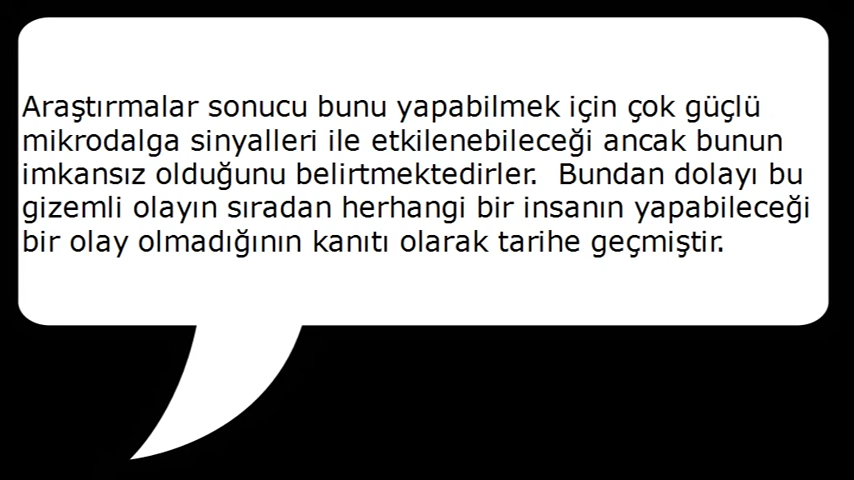 Araştırmalar sonucu bunu yapabilmek için çok güçlü
mikrodalga sinyalleri ile etkilenebileceği ancak bunun
imkansız olduğunu belirtmektedirler.  Bundan dolayı bu
gizemli olayın sıradan herhangi bir insanın yapabileceği
bir olay olmadığının kanıtı olarak tarihe geçmiştir.